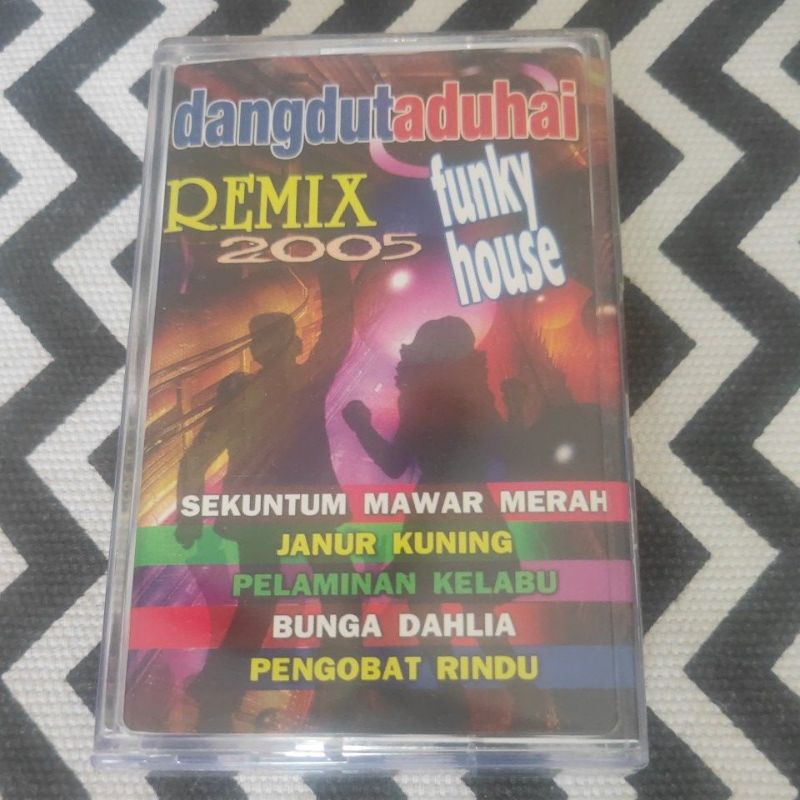 dangdutaduhai
REMIX
2005
funky
house
SEKUNTUM MAWAR MERAH
JANUR KUNING
PELAMINAN KELABU
BUNGA DAHLIA
PENGOBAT RINDU